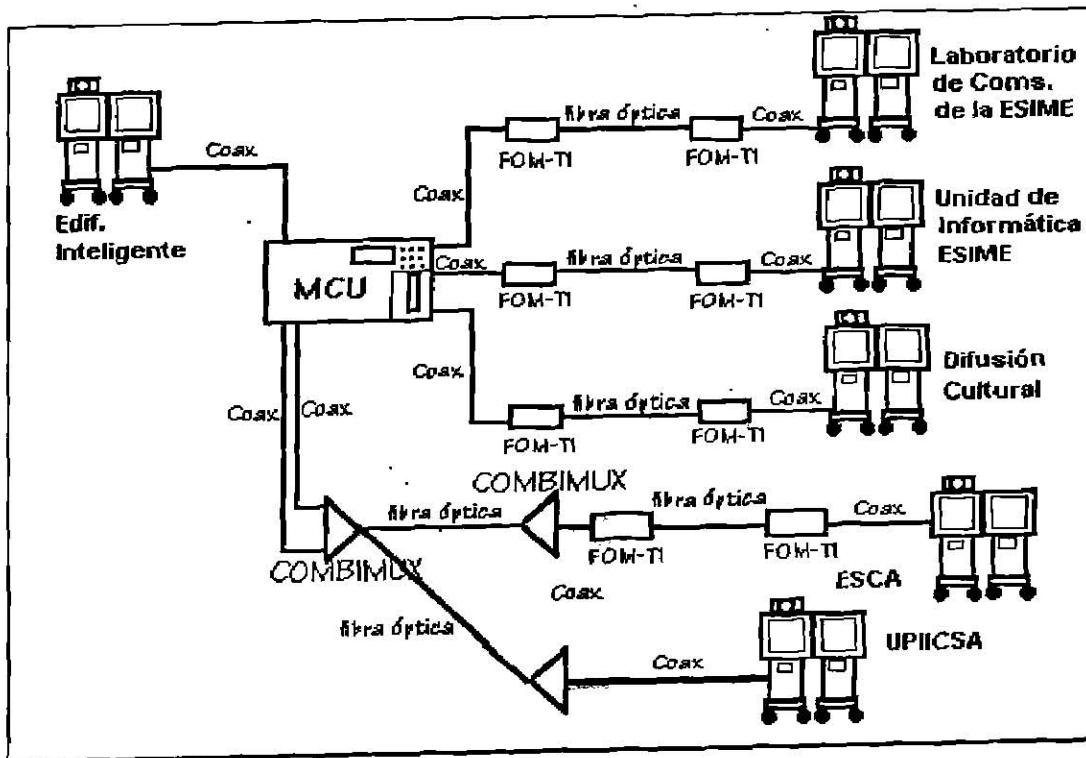 Laboratorio
de Coms.
de la ESIME
fibra óptica
Coax
FOM-T1
FOM-T1
Coax
Coax
Edif.
Inteligente
Unidad de
Informática
ESIME
MCU
Coax
fibra óptica
Coax
FOM-T1
FOM-T1
Difusión
Cultural
Coax
fibra óptica
Coax
FOM-T1
FOM-T1
Coax
Coax
COMBIMUX
fibra óptica
fibra óptica
Coax
FOM-T1
FOM-T1
COMBIMUX
ESCA
Coax
fibra óptica
UPIICSA
Coax